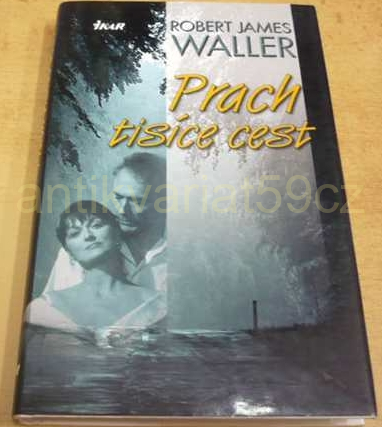 IKAR
ROBERT JAMES
WALLER
Prach
tisíce cest
antikvariat59cz